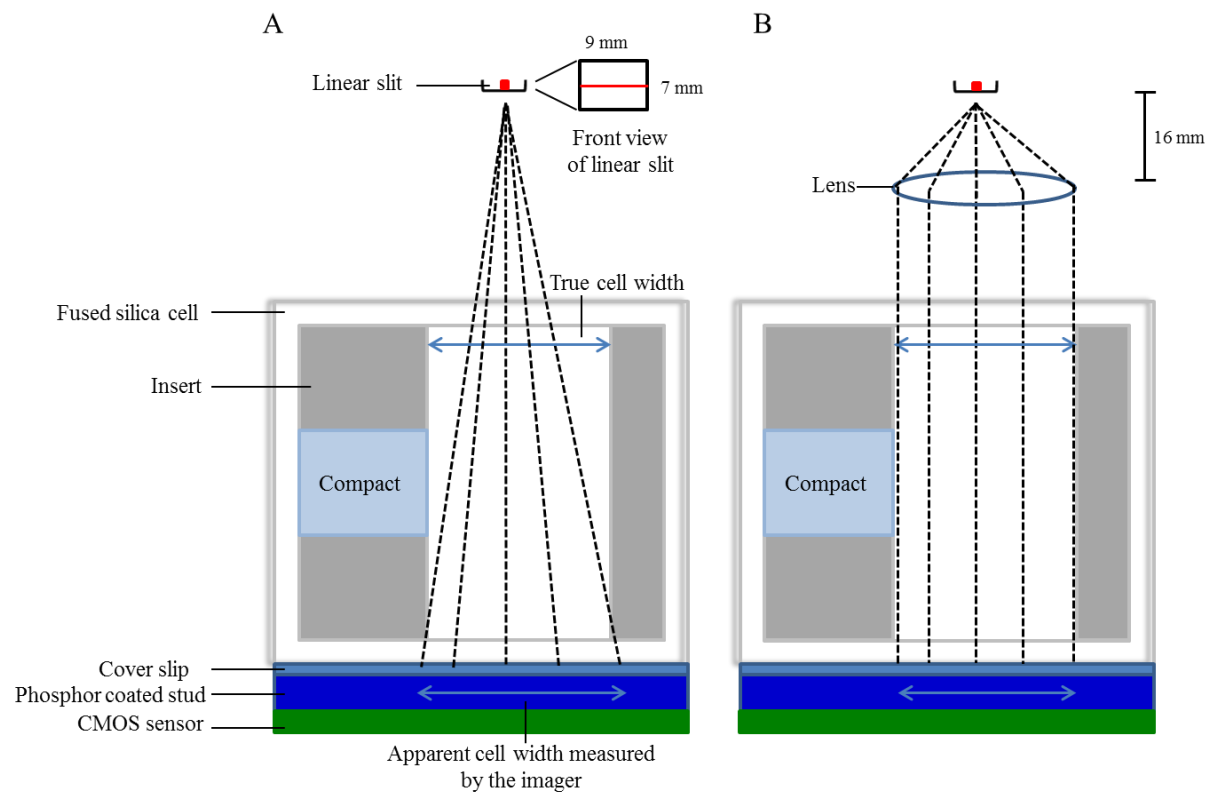 A
B
9 mm
Linear slit
7 mm
Front view
of linear slit
16 mm
Lens
True cell width
Fused silica cell
Insert
Compact
Compact
Cover slip
Phosphor coated stud
CMOS sensor
Apparent cell width measured
by the imager